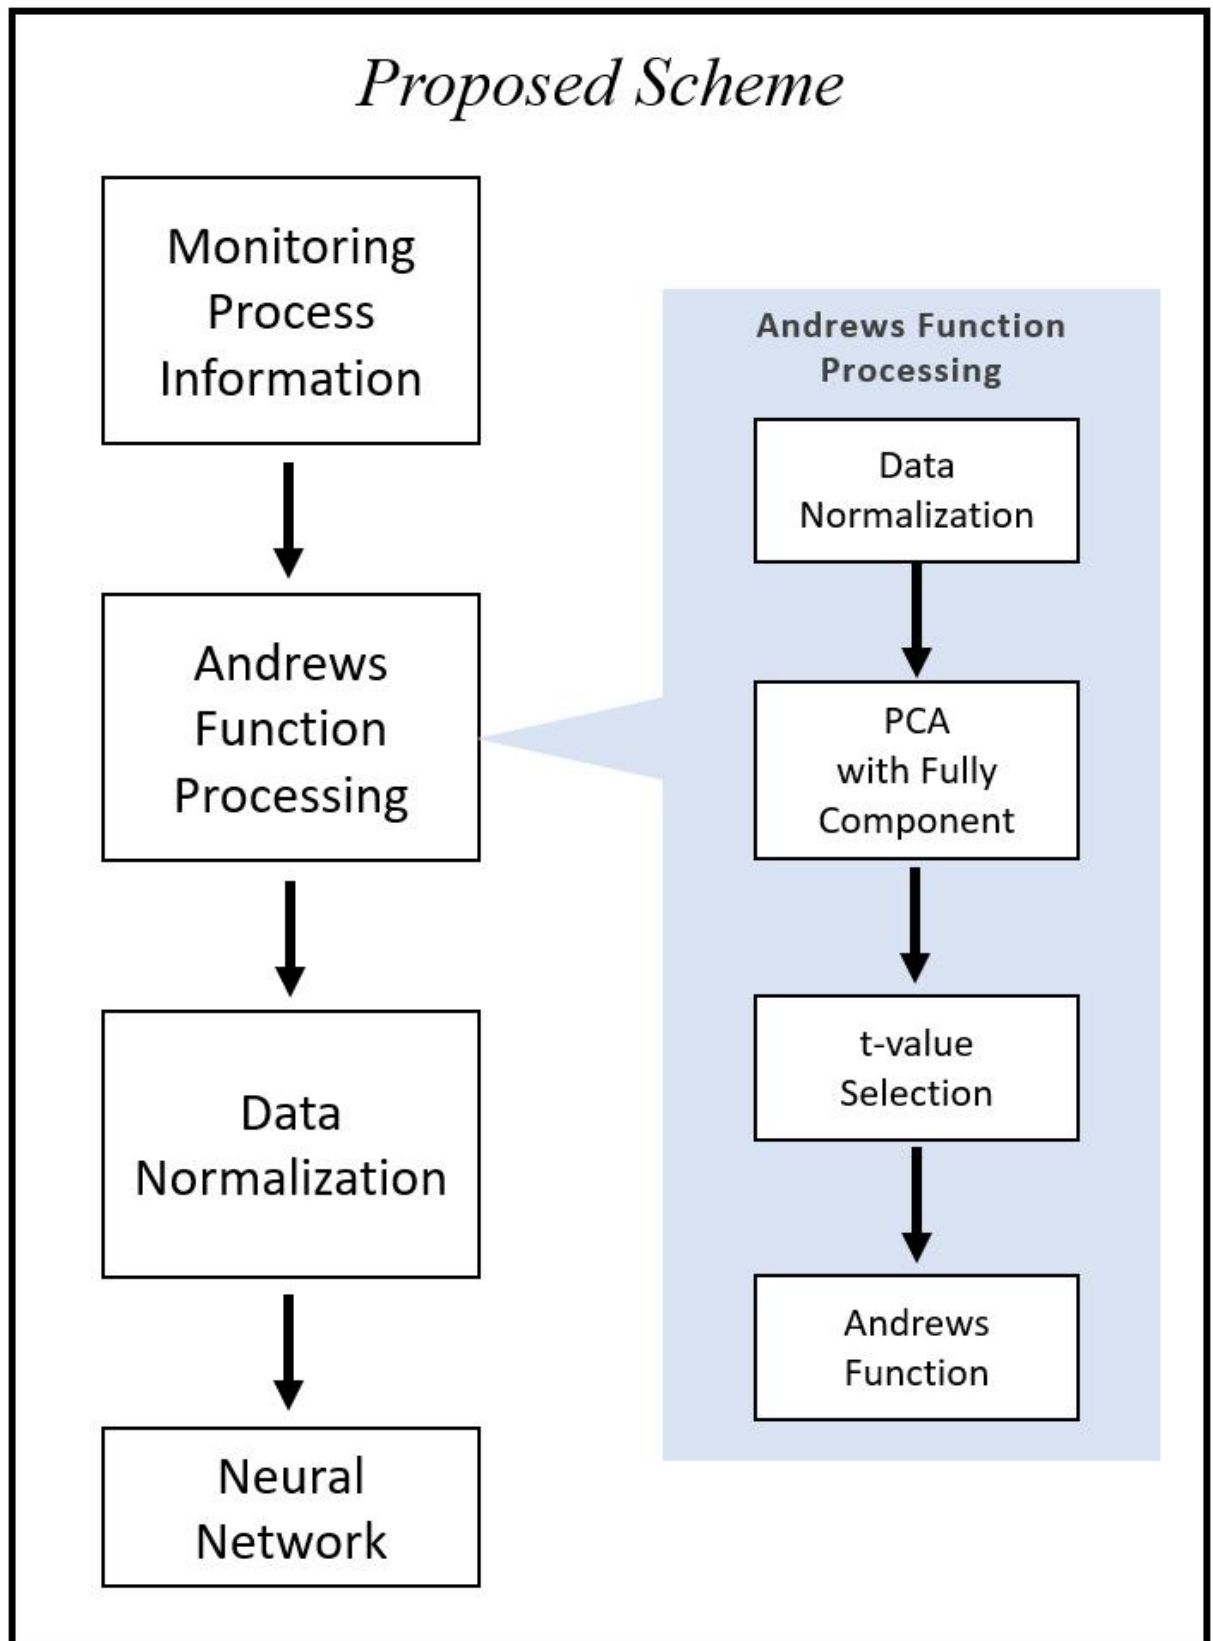 Proposed Scheme
Monitoring
Process
Information
Andrews
Function
Processing
Data
Normalization
Neural
Network
Andrews Function
Processing
Data
Normalization
PCA
with Fully
Component
t-value
Selection
Andrews
Function